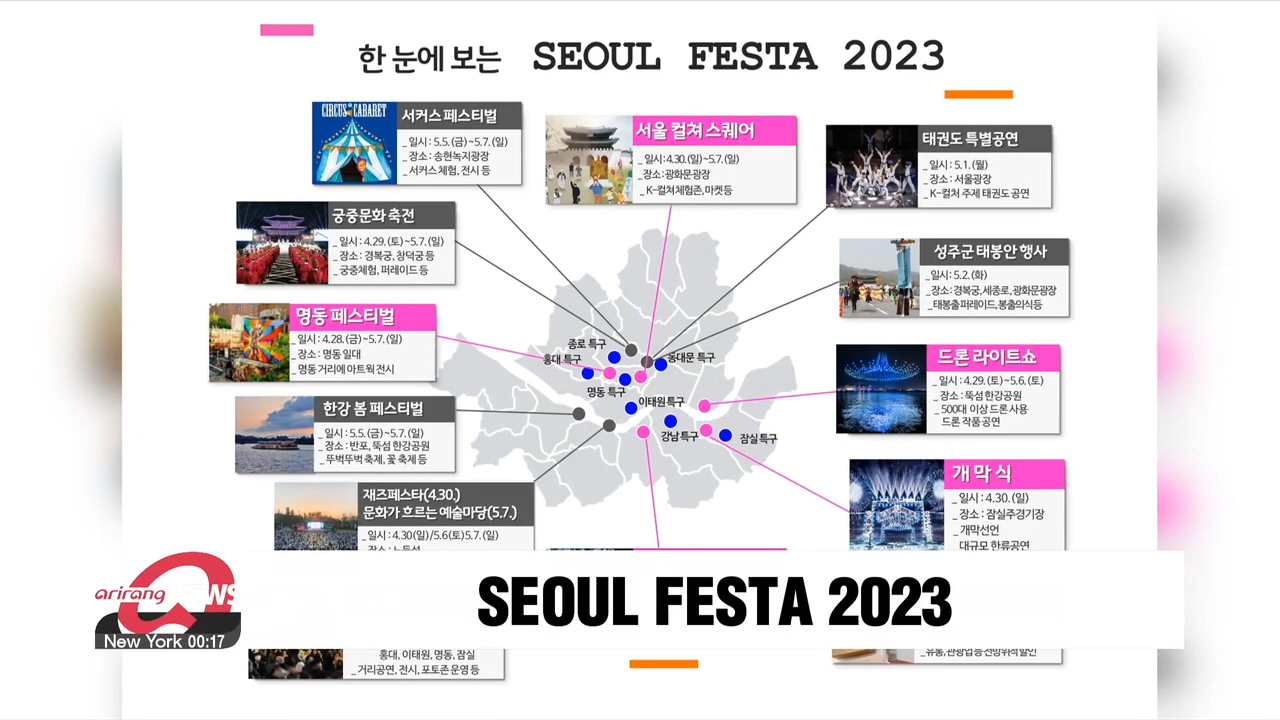 한 눈에 보는 SEOUL FESTA 2023
CIRCUS CABARET
서커스 페스티벌
_ 일시 : 5.5.(금)~5.7.(일)
_ 장소 : 송현녹지광장
_ 서커스 체험, 전시 등
서울 컬쳐 스퀘어
_ 일시:4.30.(일)~5.7.(일)
_ 장소:광화문광장
_ K-컬쳐체험존, 마켓등
태권도 특별공연
_ 일시 : 5.1.(월)
_ 장소 : 서울광장
_ K-컬처 주제 태권도 공연
궁중문화 축전
_ 일시 : 4.29.(토)~5.7.(일)
_ 장소 : 경복궁, 창덕궁 등
_ 궁중체험, 퍼레이드 등
성주군 태봉안 행사
_일시: 5.2. (화)
_장소: 경복궁, 세종로, 광화문광장
_태봉출 퍼레이드, 봉출의식등
명동 페스티벌
_ 일시 : 4.28.(금)~5.7.(일)
_ 장소 : 명동 일대
_ 명동 거리에 아트웍 전시
종로 특구
홍대 특구
동대문 특구
명동 특구
이태원 특구
강남 특구
잠실 특구
드론 라이트쇼
_ 일시 : 4.29.(토)~5.6.(토)
_ 장소 : 뚝섬 한강공원
_ 500대 이상 드론 사용
드론 작품 공연
한강 봄 페스티벌
_ 일시 : 5.5.(금)~5.7.(일)
_ 장소 : 반포, 뚝섬 한강공원
_ 뚜벅뚜벅 축제, 꽃 축제 등
개 막 식
_ 일시 : 4.30.(일)
_ 장소 : 잠실주경기장
_ 개막선언
대규모 한류공연
재즈페스타(4.30.)
문화가 흐르는 예술마당(5.7.)
_ 일시 : 4.30(일)/5.6(토)5.7.(일)
_ 장소 : 노들섬
SEOUL FESTA 2023
arirang NEWS
New York 00:17
홍대, 이태원, 명동, 잠실
_ 거리공연, 전시, 포토존 운영 등